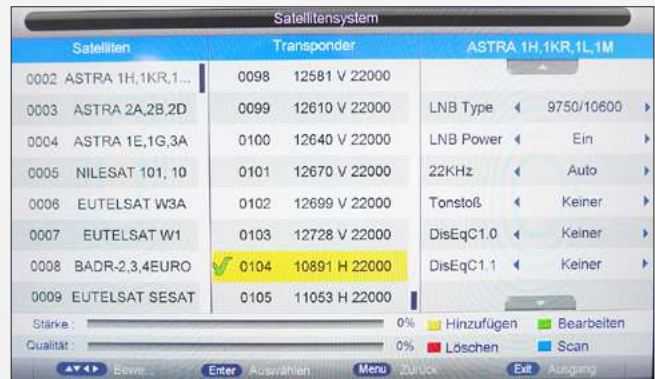 Satellitensystem
Satelliten Transponder ASTRA 1H,1KR,1L,1M
0002 ASTRA 1H,1KR,1... 0098 12581 V 22000
0003 ASTRA 2A,2B,2D 0099 12610 V 22000 LNB Type 9750/10600
0004 ASTRA 1E,1G,3A 0100 12640 V 22000 LNB Power Ein
0005 NILESAT 101, 10 0101 12670 V 22000 22KHz Auto
0006 EUTELSAT W3A 0102 12699 V 22000 Tonstoß Keiner
0007 EUTELSAT W1 0103 12728 V 22000 DisEqC1.0 Keiner
0008 BADR-2,3,4EURO 0104 10891 H 22000 DisEqC1.1 Keiner
0009 EUTELSAT SESAT 0105 11053 H 22000
Stärke : 0% Hinzufügen Bearbeiten
Qualität : 0% Löschen Scan
Bewe... Enter Auswählen Menu Zurück Exit Ausgang